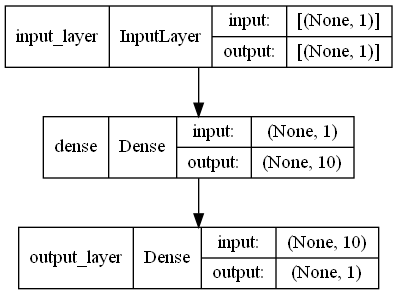 input_layer InputLayer input: [(None, 1)]
output: [(None, 1)]
dense Dense input: (None, 1)
output: (None, 10)
output_layer Dense input: (None, 10)
output: (None, 1)